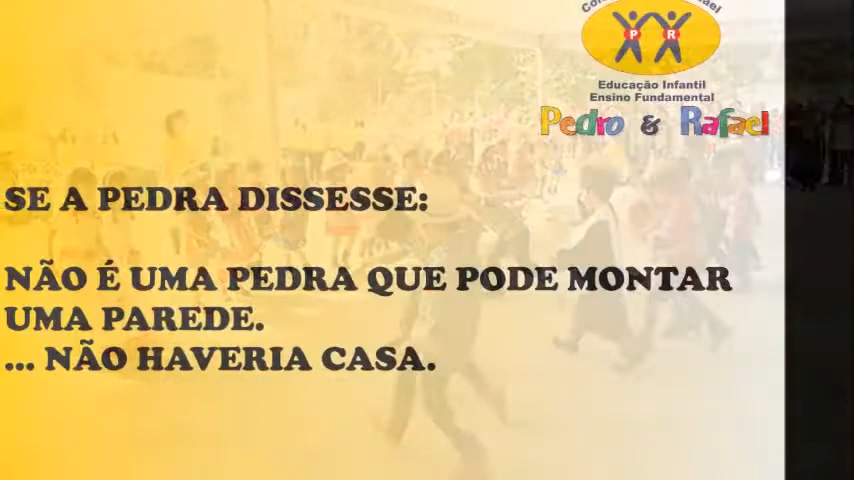 P R
Educação Infantil
Ensino Fundamental
Pedro & Rafael
SE A PEDRA DISSESSE:
NÃO É UMA PEDRA QUE PODE MONTAR
UMA PAREDE.
... NÃO HAVERIA CASA.